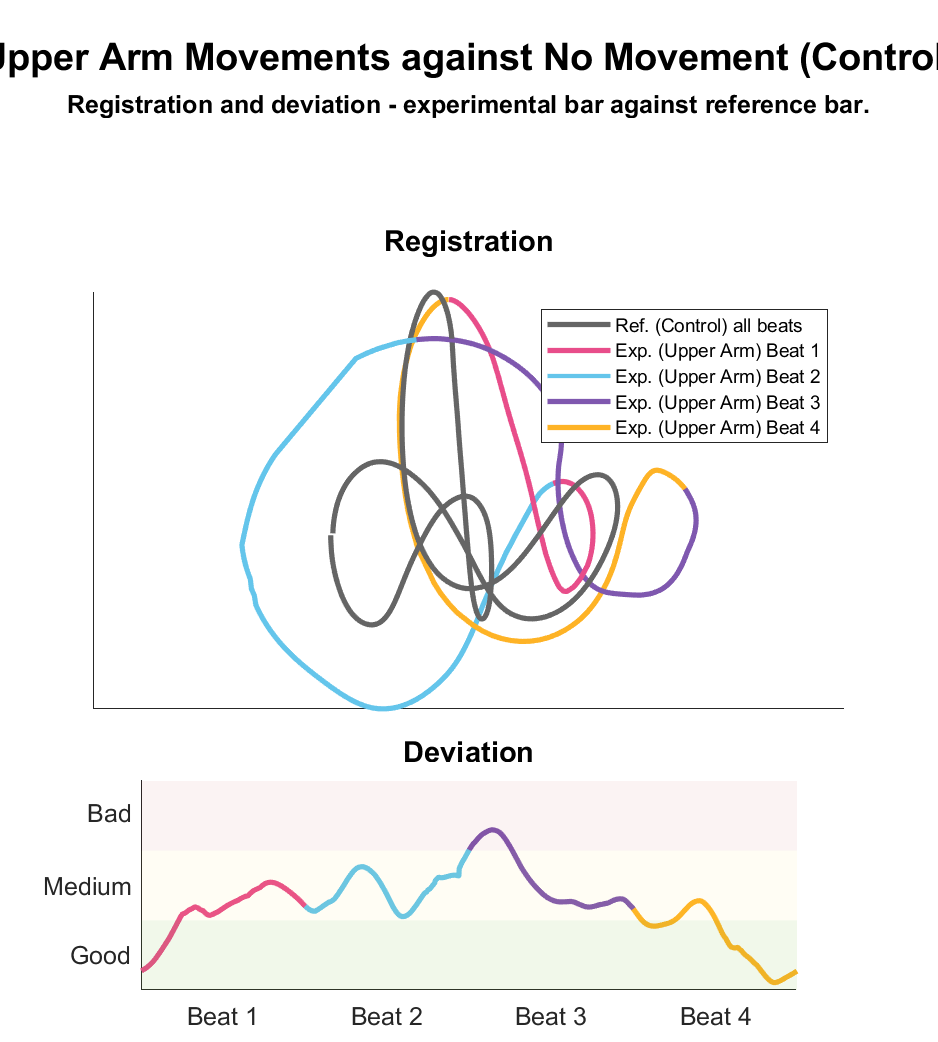 Upper Arm Movements against No Movement (Control
Registration and deviation - experimental bar against reference bar.
Registration
Ref. (Control) all beats
Exp. (Upper Arm) Beat 1
Exp. (Upper Arm) Beat 2
Exp. (Upper Arm) Beat 3
Exp. (Upper Arm) Beat 4
Deviation
Bad
Medium
Good
Beat 1 Beat 2 Beat 3 Beat 4